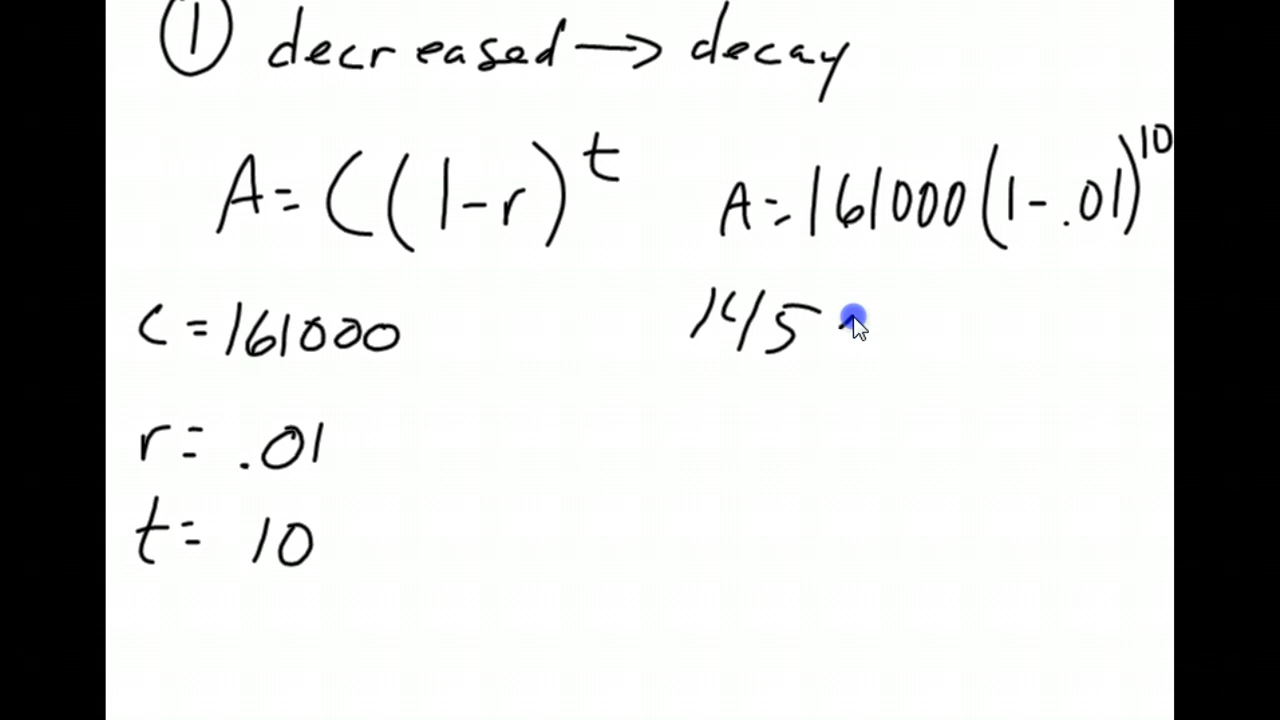 ① decreased → decay
A = C(1-r)^t
A = 161000(1-.01)^10
C = 161000
145
r = .01
t = 10